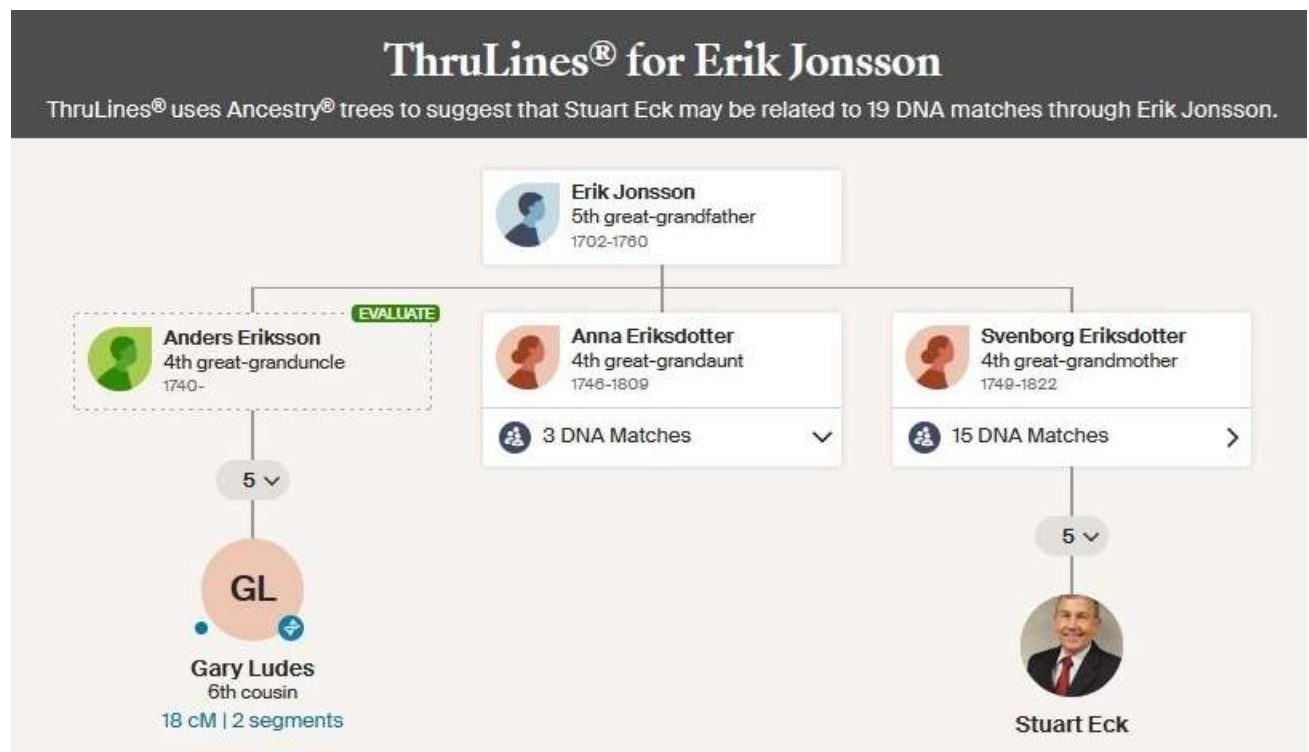 ThruLines® for Erik Jonsson
ThruLines® uses Ancestry® trees to suggest that Stuart Eck may be related to 19 DNA matches through Erik Jonsson.
Erik Jonsson
5th great-grandfather
1702-1760
EVALUATE
Anders Eriksson
4th great-granduncle
1740-
Anna Eriksdotter
4th great-grandaunt
1746-1809
3 DNA Matches
Svenborg Eriksdotter
4th great-grandmother
1749-1822
15 DNA Matches
5
GL
Gary Ludes
6th cousin
18 cM | 2 segments
5
Stuart Eck